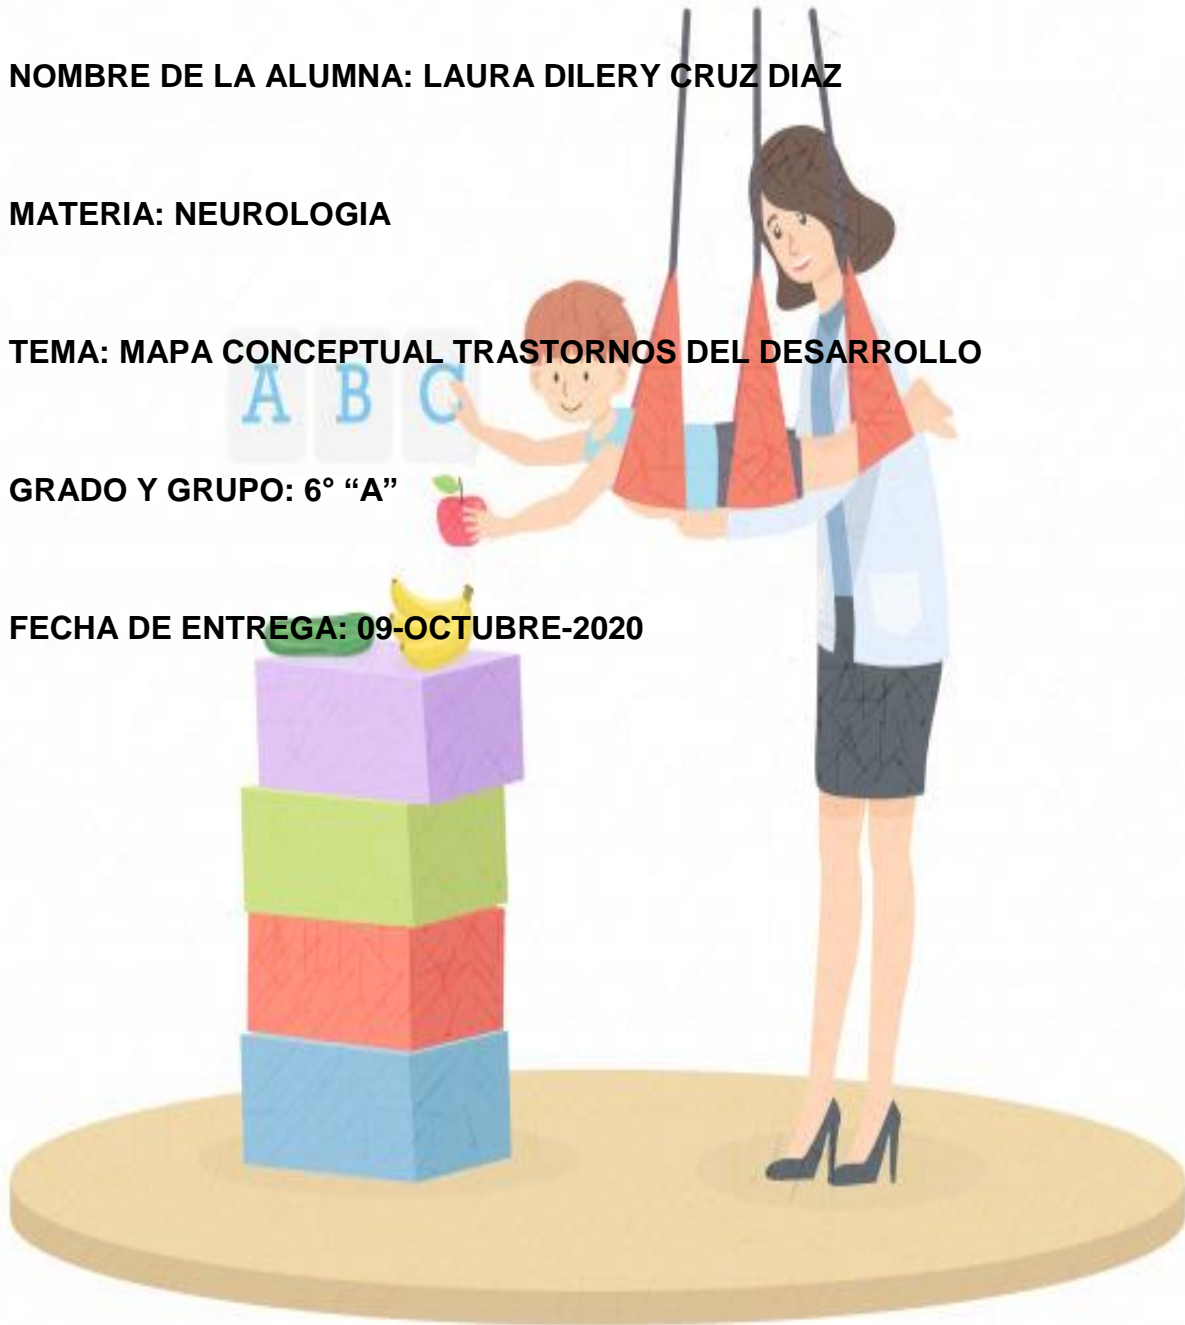 NOMBRE DE LA ALUMNA: LAURA DILERY CRUZ DIAZ
MATERIA: NEUROLOGIA
TEMA: MAPA CONCEPTUAL TRASTORNOS DEL DESARROLLO
A B C
GRADO Y GRUPO: 6° “A”
FECHA DE ENTREGA: 09-OCTUBRE-2020